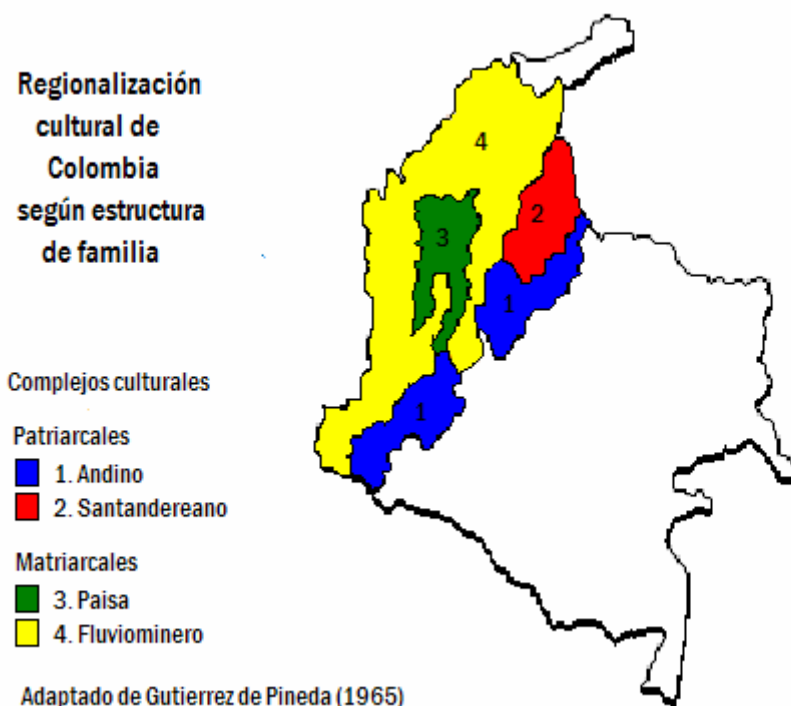 Regionalización
cultural de
Colombia
según estructura
de familia
4
2
3
1
1
Complejos culturales
Patriarcales
1. Andino
2. Santandereano
Matriarcales
3. Paisa
4. Fluviominero
Adaptado de Gutierrez de Pineda (1965)